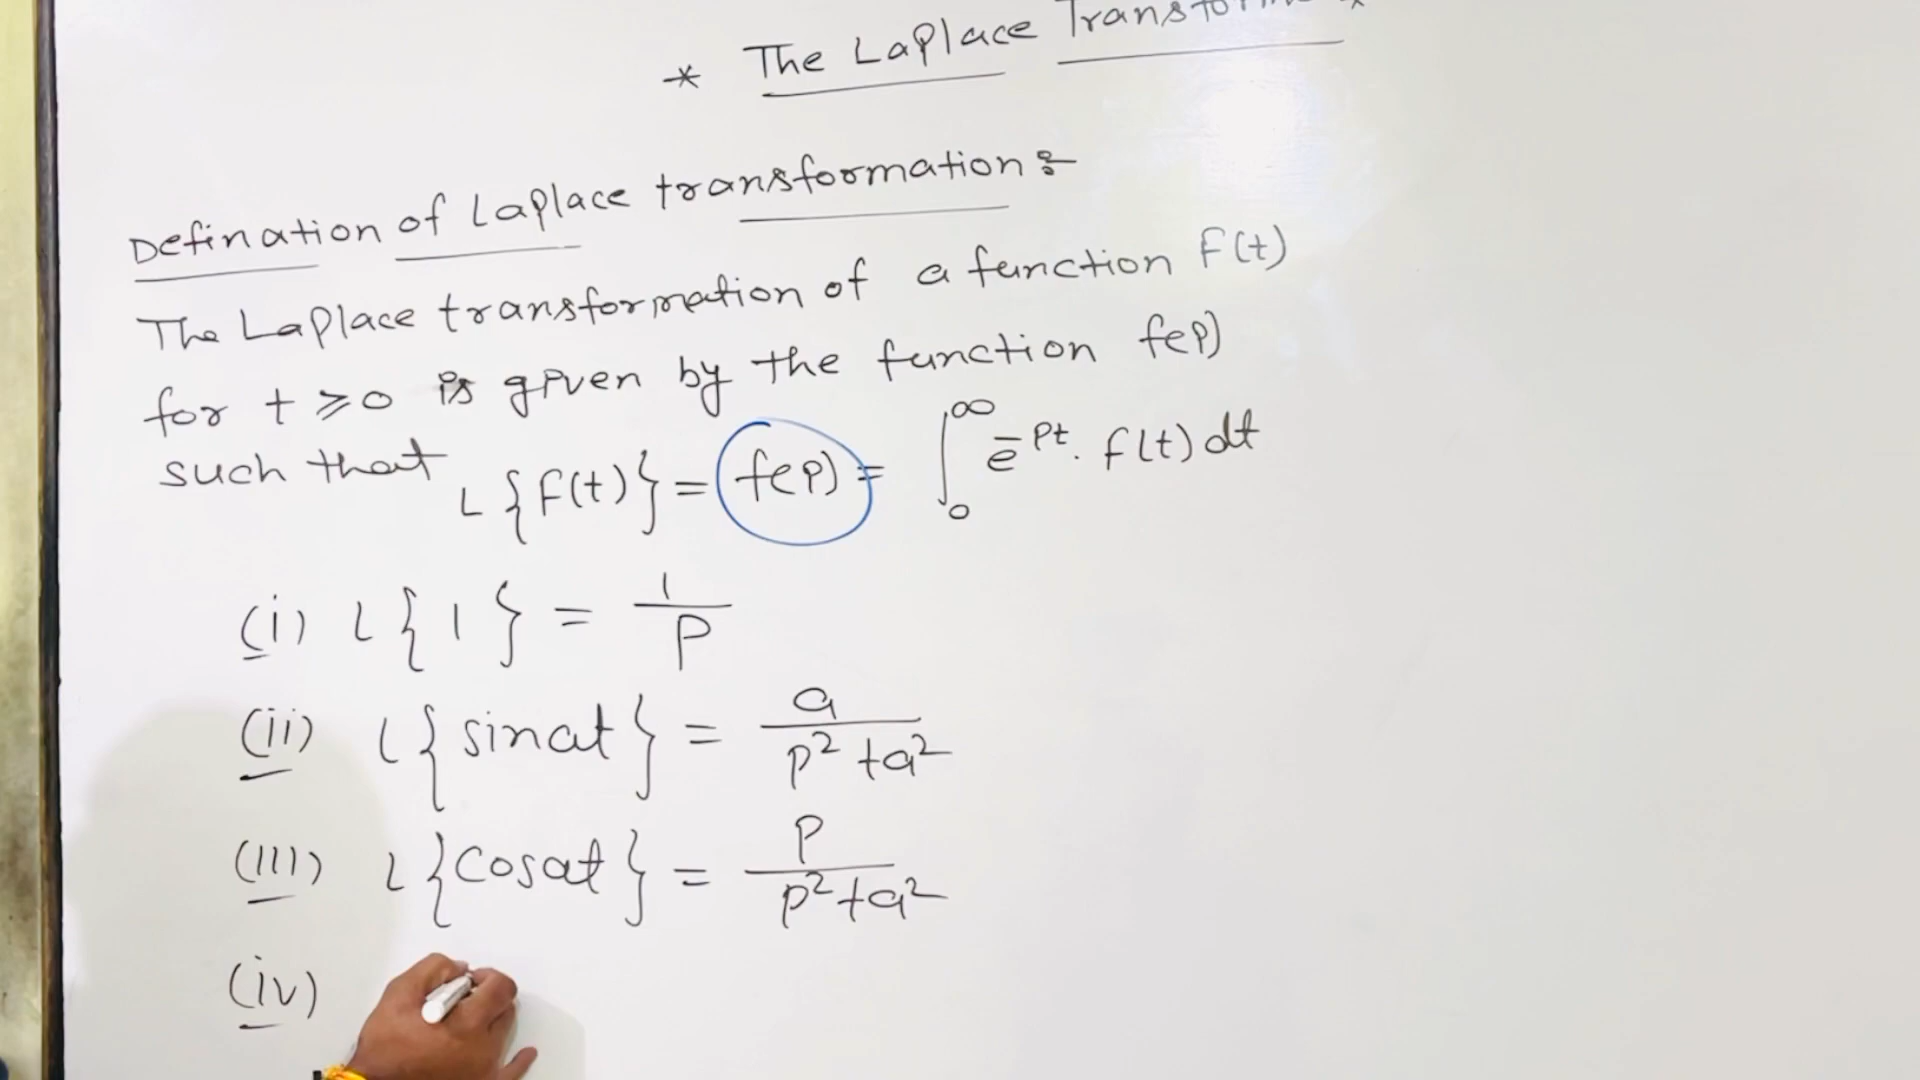 * The Laplace Transform
Defination of Laplace transformation:-
The Laplace transformation of a function F(t)
for t ≥ 0 is given by the function f(p)
such that L{F(t)} = f(p) = ∫₀^∞ e^-pt. F(t) dt
(i) L{1} = 1/P
(ii) L{sinat} = a/(p²+a²)
(iii) L{cosat} = p/(p²+a²)
(iv)